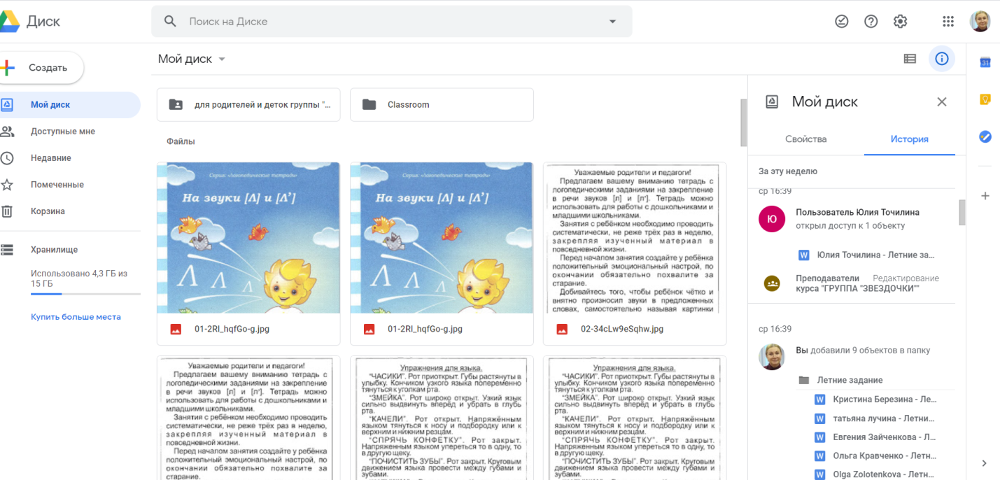 Диск
Поиск на Диске
Создать
Мой диск
Доступные мне
Недавние
Помеченные
Корзина
Хранилище
Использовано 4,3 ГБ из
15 ГБ
Купить больше места
Мой диск
для родителей и деток группы "...
Classroom
Файлы
Серия: «Логопедические тетради»
На звуки [Л] и [Л’]
Л Л
01-2RI_hqfGo-g.jpg
Серия: «Логопедические тетради»
На звуки [Л] и [Л’]
Л Л
01-2RI_hqfGo-g.jpg
Уважаемые родители и педагоги!
Предлагаем вашему вниманию тетрадь с
логопедическими заданиями на закрепление
в речи звуков [л] и [л']. Тетрадь можно
использовать для работы с дошкольниками и
младшими школьниками.
Занятия с ребёнком необходимо проводить
систематически, не реже трёх раз в неделю,
закрепляя изученный материал в
повседневной жизни.
Перед началом занятия создайте у ребёнка
положительный эмоциональный настрой, по
окончании обязательно похвалите за
старание.
Добивайтесь того, чтобы ребёнок чётко и
внятно произносил звуки в предложенных
словах, самостоятельно называя картинки
02-34cLw9eSqhw.jpg
Уважаемые родители и педагоги!
Предлагаем вашему вниманию тетрадь с
логопедическими заданиями на закрепление
в речи звуков [л] и [л']. Тетрадь можно
использовать для работы с дошкольниками и
младшими школьниками.
Занятия с ребёнком необходимо проводить
систематически, не реже трёх раз в неделю,
закрепляя изученный материал в
повседневной жизни.
Перед началом занятия создайте у ребёнка
положительный эмоциональный настрой, по
окончании обязательно похвалите за
старание.
Упражнения для языка.
"ЧАСИКИ". Рот приоткрыт. Губы растянуты в
улыбку. Кончиком узкого языка попеременно
тянуться к уголкам рта.
"ЗМЕЙКА". Рот широко открыт. Узкий язык
сильно выдвинуть вперёд и убрать в глубь
рта.
"КАЧЕЛИ". Рот открыт. Напряжённым
языком тянуться к носу и подбородку или к
верхним и нижним резцам.
"СПРЯЧЬ КОНФЕТКУ". Рот закрыт.
Напряженным языком упереться то в одну, то
в другую щеку.
"ПОЧИСТИТЬ ЗУБЫ". Рот закрыт. Круговым
движением языка провести между губами и
зубами.
Упражнения для языка.
"ЧАСИКИ". Рот приоткрыт. Губы растянуты в
улыбку. Кончиком узкого языка попеременно
тянуться к уголкам рта.
"ЗМЕЙКА". Рот широко открыт. Узкий язык
сильно выдвинуть вперёд и убрать в глубь
рта.
"КАЧЕЛИ". Рот открыт. Напряжённым
языком тянуться к носу и подбородку или к
верхним и нижним резцам.
"СПРЯЧЬ КОНФЕТКУ". Рот закрыт.
Напряженным языком упереться то в одну, то
в другую щеку.
"ПОЧИСТИТЬ ЗУБЫ". Рот закрыт. Круговым
движением языка провести между губами и
зубами.
Мой диск
Свойства
История
За эту неделю
ср 16:39
Ю
Пользователь Юлия Точилина
открыл доступ к 1 объекту
W Юлия Точилина - Летние за...
Преподаватели Редактирование
курса "ГРУППА "ЗВЕЗДОЧКИ""
ср 16:39
Вы добавили 9 объектов в папку
Летние задание
W Кристина Березина - Ле...
W татьяна лучина - Летни...
W Евгения Зайченкова - Л...
W Ольга Кравченко - Летн...
W Olga Zolotenkova - Летн...
31